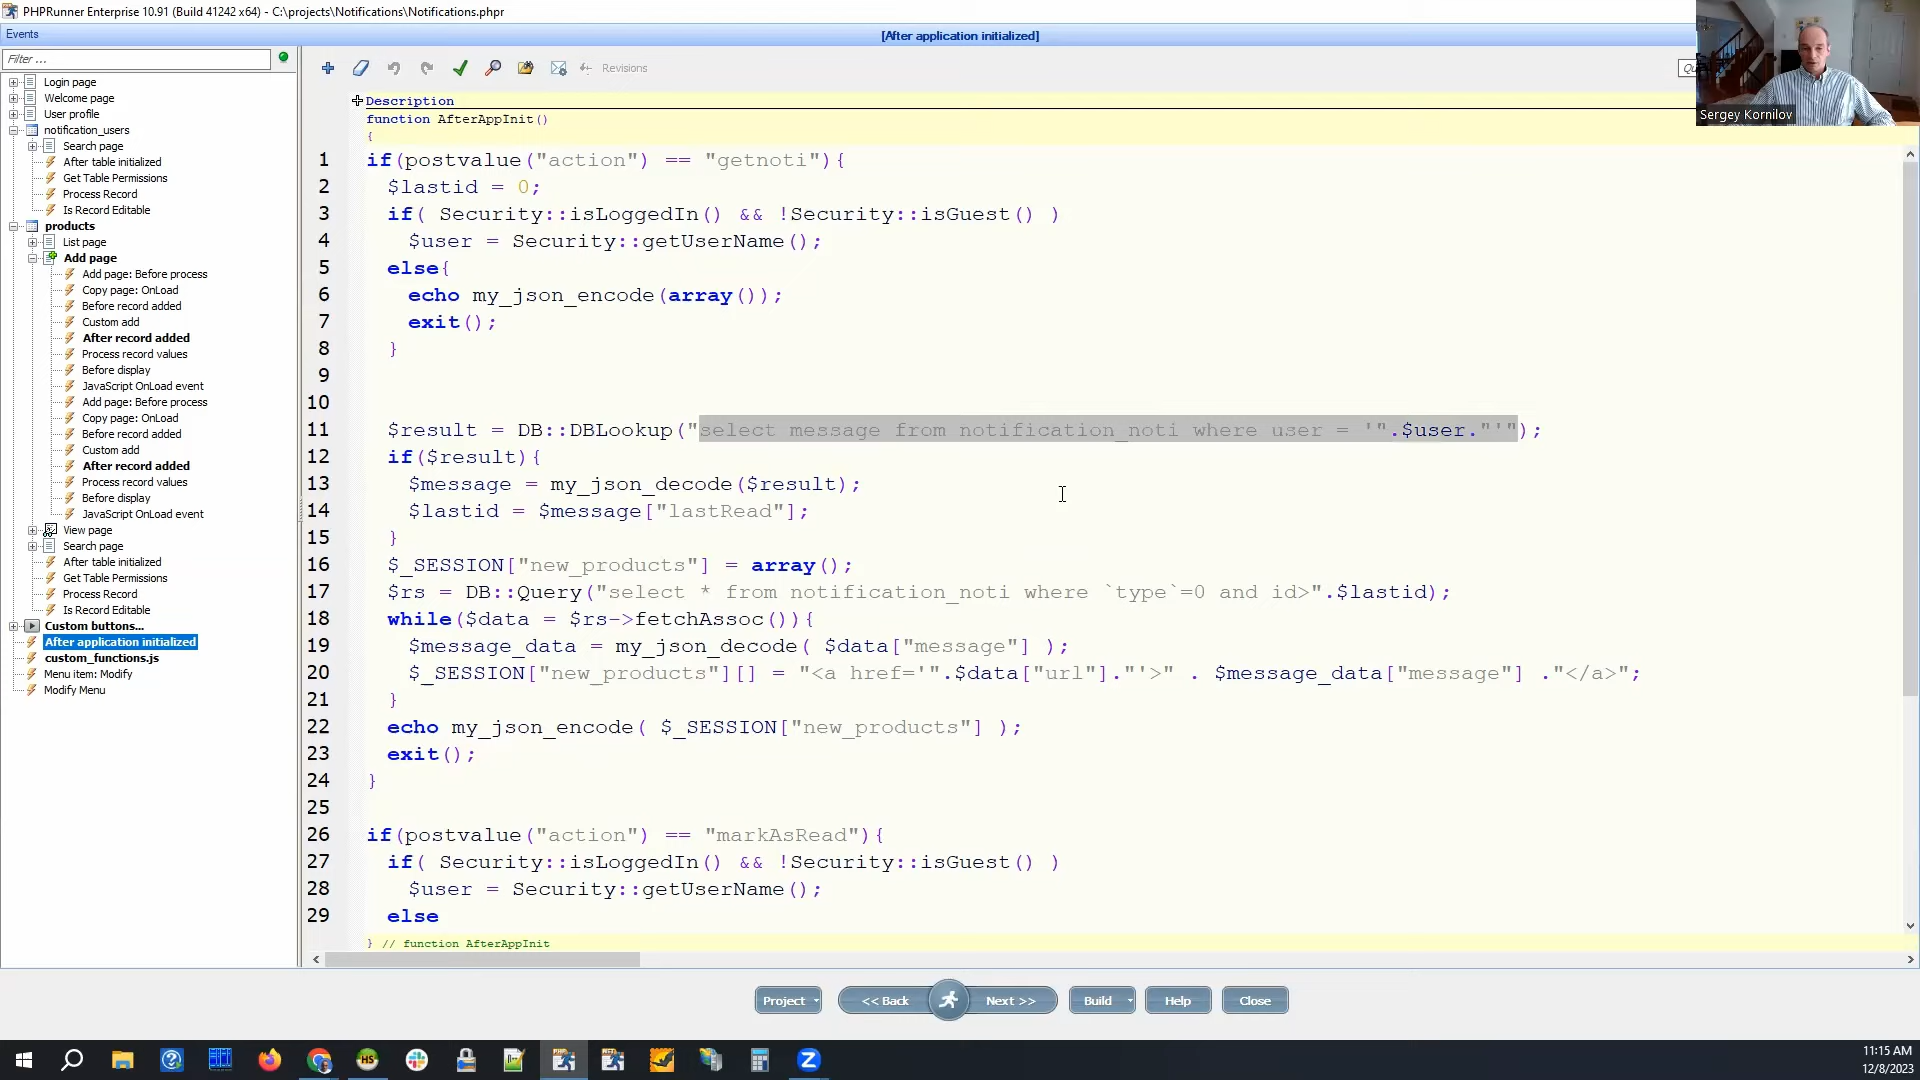 PHPRunner Enterprise 10.91 (Build 41242 x64) - C:\projects\Notifications\Notifications.phpr
Events
[After application initialized]
Filter ...
Revisions
Sergey Kornilov
Login page
Welcome page
User profile
notification_users
Search page
After table initialized
Get Table Permissions
Process Record
Is Record Editable
products
List page
Add page
Add page: Before process
Copy page: OnLoad
Before record added
Custom add
After record added
Process record values
Before display
JavaScript OnLoad event
Add page: Before process
Copy page: OnLoad
Before record added
Custom add
After record added
Process record values
Before display
JavaScript OnLoad event
View page
Search page
After table initialized
Get Table Permissions
Process Record
Is Record Editable
Custom buttons...
After application initialized
custom_functions.js
Menu item: Modify
Modify Menu
Description
function AfterAppInit()
{
1 if(postvalue("action") == "getnoti"){
2 $lastid = 0;
3 if( Security::isLoggedIn() && !Security::isGuest() )
4 $user = Security::getUserName();
5 else{
6 echo my_json_encode(array());
7 exit();
8 }
9
10
11 $result = DB::DBLookup("select message from notification_noti where user = '".$user."'");
12 if($result){
13 $message = my_json_decode($result);
14 $lastid = $message["lastRead"];
15 }
16 $_SESSION["new_products"] = array();
17 $rs = DB::Query("select * from notification_noti where `type`=0 and id>".$lastid);
18 while($data = $rs->fetchAssoc()){
19 $message_data = my_json_decode( $data["message"] );
20 $_SESSION["new_products"][] = "<a href='".$data["url"]."'>" . $message_data["message"] ."</a>";
21 }
22 echo my_json_encode( $_SESSION["new_products"] );
23 exit();
24 }
25
26 if(postvalue("action") == "markAsRead"){
27 if( Security::isLoggedIn() && !Security::isGuest() )
28 $user = Security::getUserName();
29 else
} // function AfterAppInit
Project
<< Back
Next >>
Build
Help
Close
11:15 AM
12/8/2023